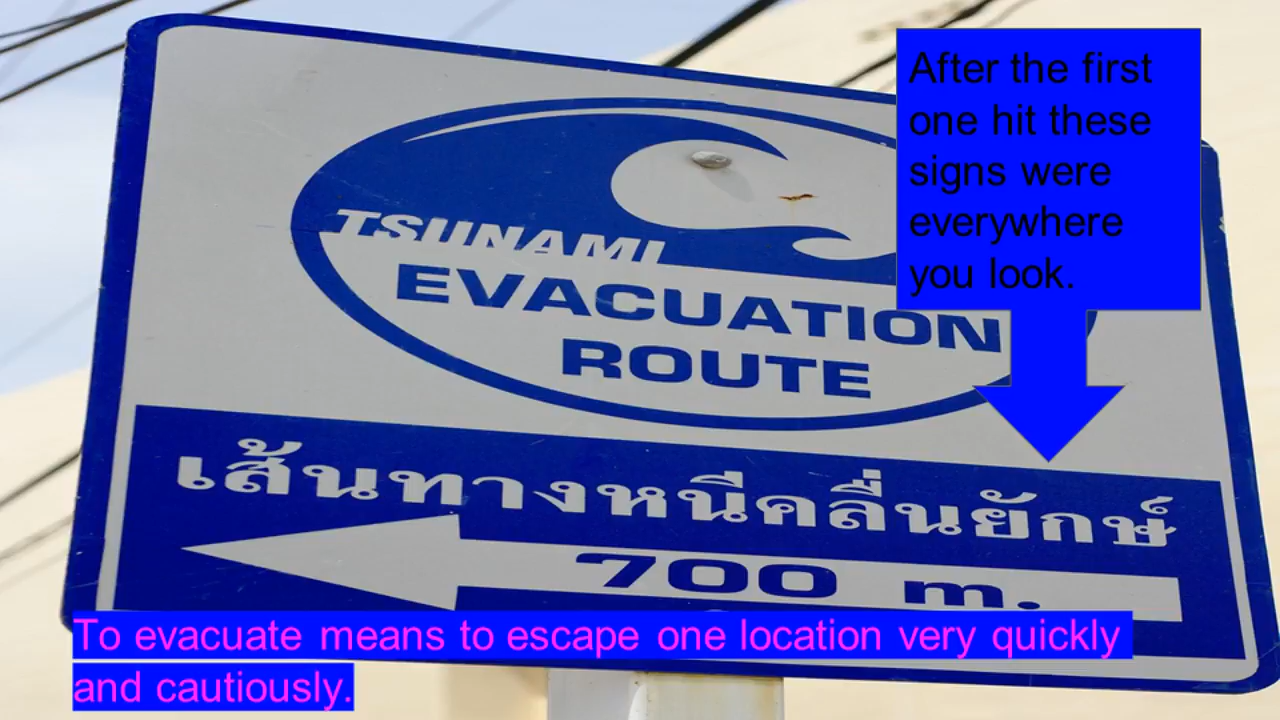 After the first
one hit these
signs were
everywhere
you look.
TSUNAMI
EVACUATION
ROUTE
เส้นทางหนีคลื่นยักษ์
700 m.
To evacuate means to escape one location very quickly
and cautiously.